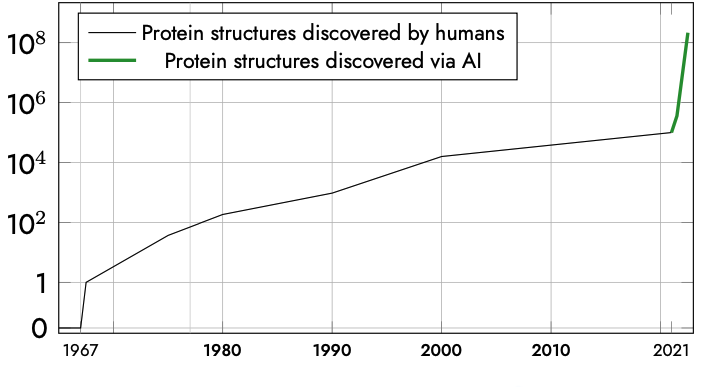 Protein structures discovered by humans
Protein structures discovered via AI
10⁸
10⁶
10⁴
10²
1
0
1967 1980 1990 2000 2010 2021